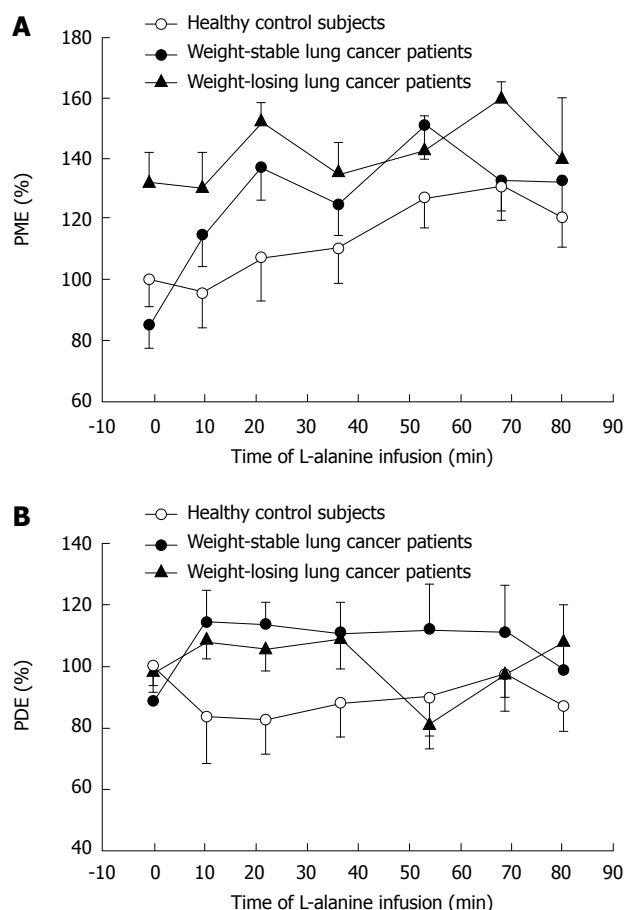 A
Healthy control subjects
Weight-stable lung cancer patients
Weight-losing lung cancer patients
180
160
140
120
100
80
60
PME (%)
-10 0 10 20 30 40 50 60 70 80 90
Time of L-alanine infusion (min)
B
Healthy control subjects
Weight-stable lung cancer patients
Weight-losing lung cancer patients
140
120
100
80
60
40
PDE (%)
-10 0 10 20 30 40 50 60 70 80 90
Time of L-alanine infusion (min)